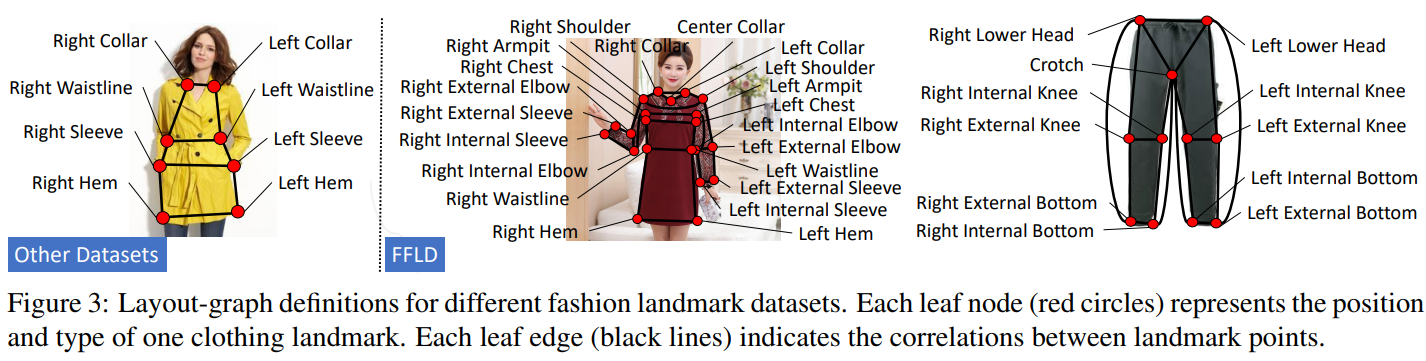 Right Collar
Left Collar
Right Waistline
Left Waistline
Right Sleeve
Left Sleeve
Right Hem
Left Hem
Other Datasets
Right Shoulder
Center Collar
Right Armpit
Right Collar
Left Collar
Right Chest
Left Shoulder
Right External Elbow
Left Armpit
Left Chest
Right External Sleeve
Left Internal Elbow
Right Internal Sleeve
Left External Elbow
Right Internal Elbow
Left Waistline
Left External Sleeve
Right Waistline
Left Internal Sleeve
Right Hem
Left Hem
FFLD
Right Lower Head
Left Lower Head
Crotch
Right Internal Knee
Left Internal Knee
Right External Knee
Left External Knee
Left Internal Bottom
Right External Bottom
Left External Bottom
Right Internal Bottom
Figure 3: Layout-graph definitions for different fashion landmark datasets. Each leaf node (red circles) represents the position
and type of one clothing landmark. Each leaf edge (black lines) indicates the correlations between landmark points.